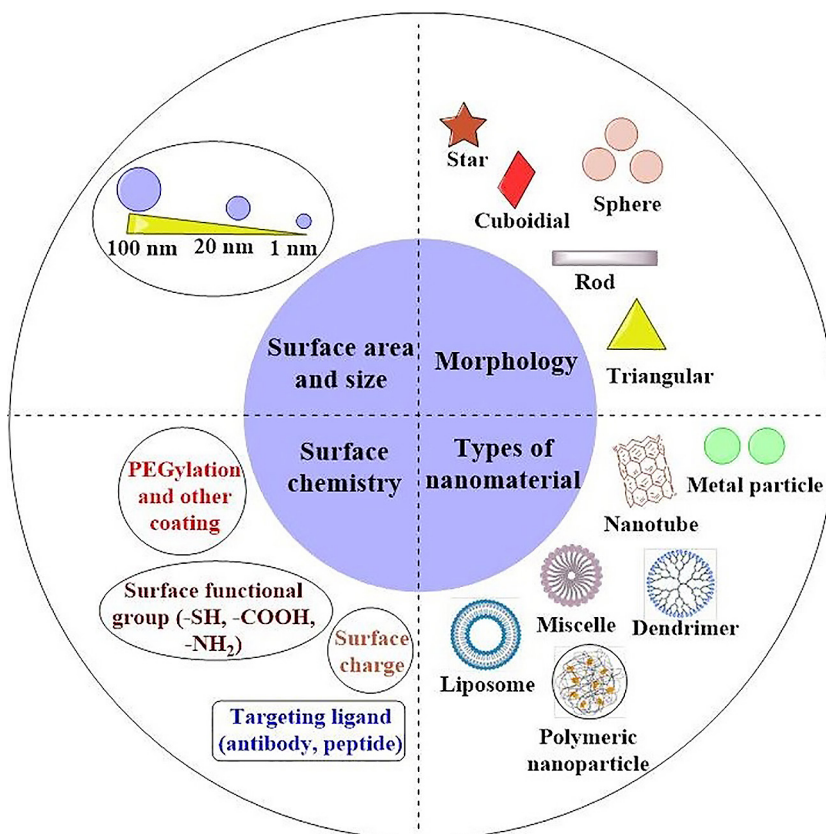 Star
Cuboidial
Sphere
100 nm 20 nm 1 nm
Rod
Surface area
and size
Morphology
Triangular
Surface
chemistry
Types of
nanomaterial
PEGylation
and other
coating
Metal particle
Nanotube
Surface functional
group (-SH, -COOH,
-NH₂)
Miscelle
Dendrimer
Surface
charge
Liposome
Targeting ligand
(antibody, peptide)
Polymeric
nanoparticle